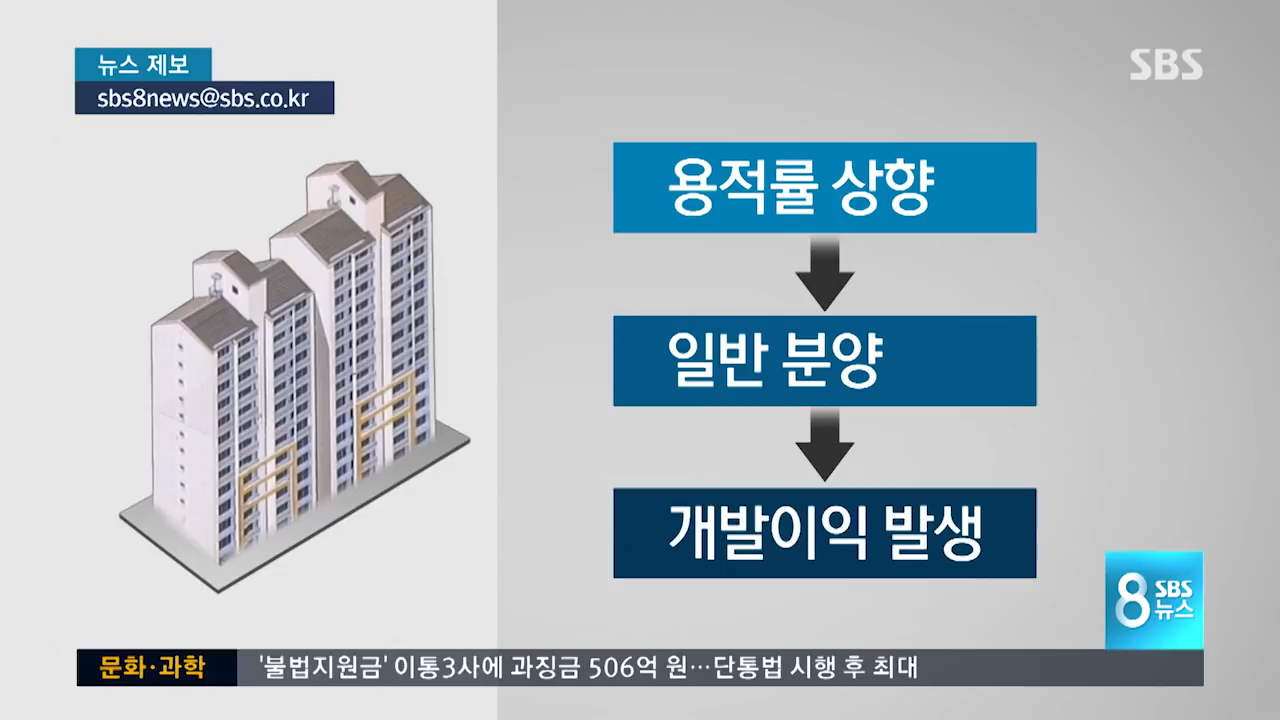 뉴스 제보
sbs8news@sbs.co.kr
SBS
용적률 상향
일반 분양
개발이익 발생
8 SBS
뉴스
문화·과학 '불법지원금' 이통3사에 과징금 506억 원…단통법 시행 후 최대